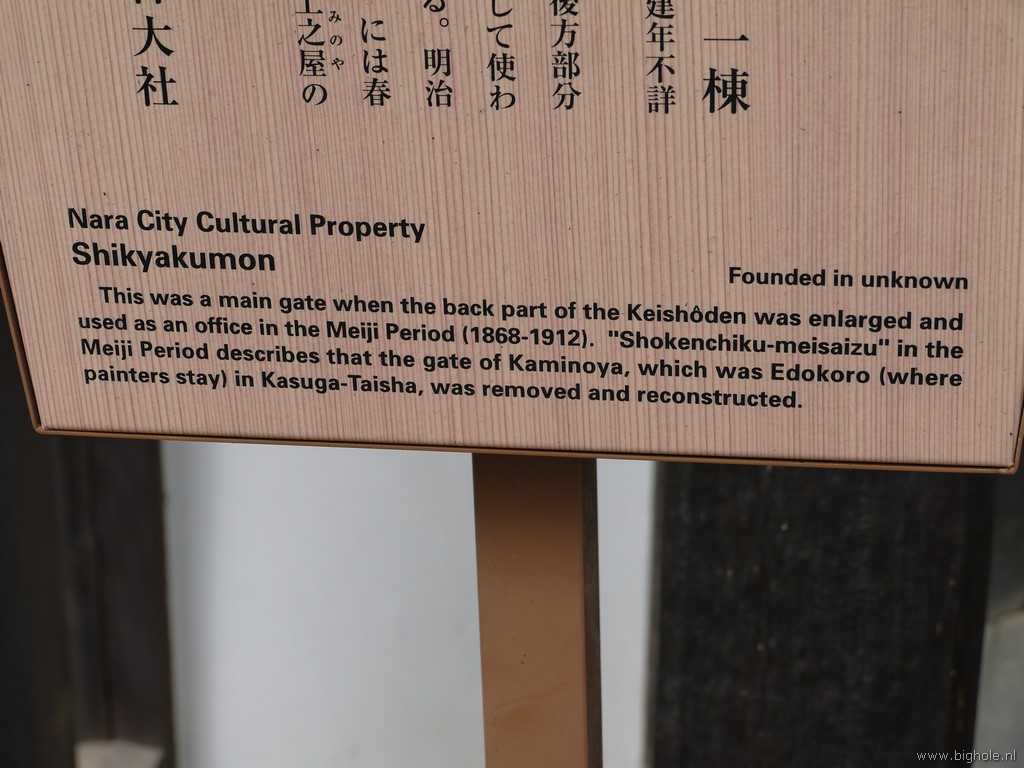 一棟
建年不詳
後方部分
して使わ
る。明治
には春
之屋の
みのや
大社
Nara City Cultural Property
Shikyakumon
Founded in unknown
This was a main gate when the back part of the Keishôden was enlarged and
used as an office in the Meiji Period (1868-1912). "Shokenchiku-meisaizu" in the
Meiji Period describes that the gate of Kaminoya, which was Edokoro (where
painters stay) in Kasuga-Taisha, was removed and reconstructed.
www.bighole.nl